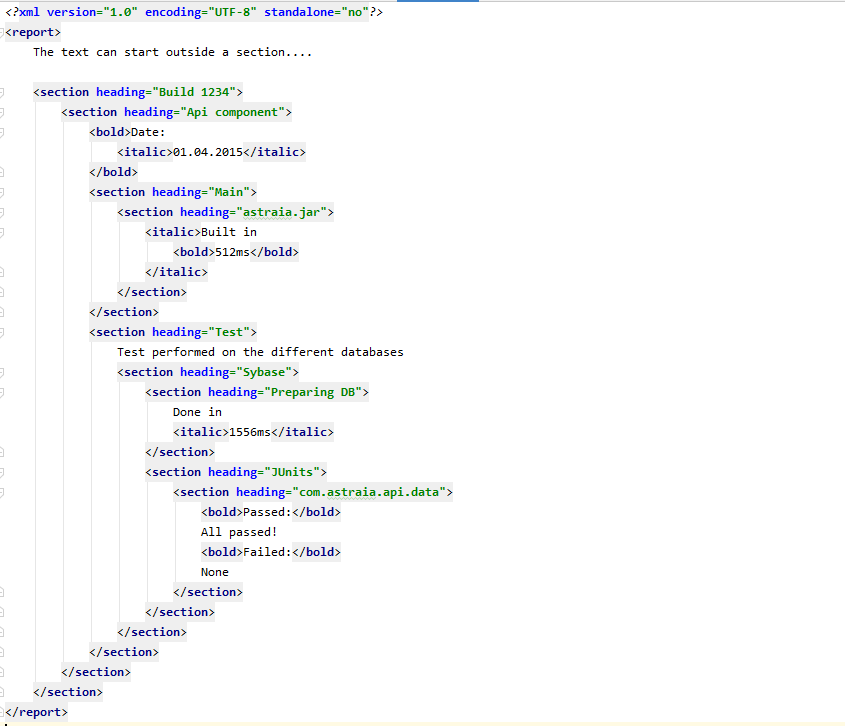 <?xml version="1.0" encoding="UTF-8" standalone="no"?>
<report>
    The text can start outside a section....

    <section heading="Build 1234">
        <section heading="Api component">
            <bold>Date:
                <italic>01.04.2015</italic>
            </bold>
            <section heading="Main">
                <section heading="astraia.jar">
                    <italic>Built in
                        <bold>512ms</bold>
                    </italic>
                </section>
            </section>
            <section heading="Test">
                Test performed on the different databases
                <section heading="Sybase">
                    <section heading="Preparing DB">
                        Done in
                        <italic>1556ms</italic>
                    </section>
                    <section heading="JUnits">
                        <section heading="com.astraia.api.data">
                            <bold>Passed:</bold>
                            All passed!
                            <bold>Failed:</bold>
                            None
                        </section>
                    </section>
                </section>
            </section>
        </section>
    </section>
</report>